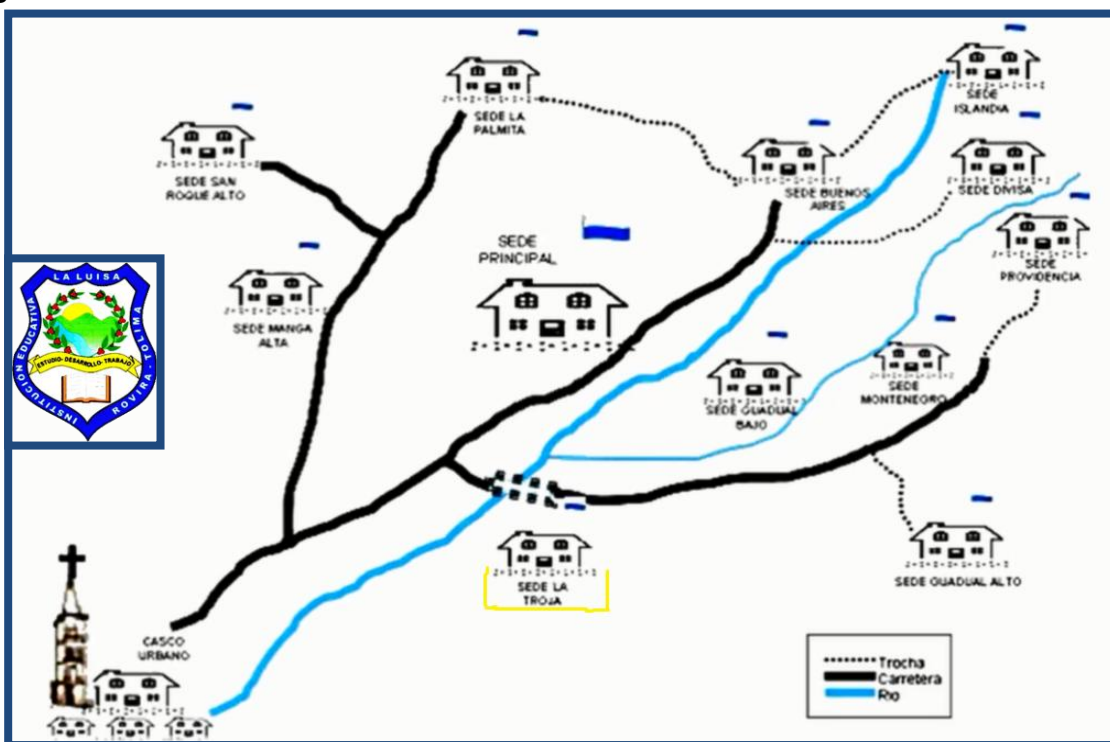 SEDE LA
PALMITA
SEDE
ISLANDIA
SEDE SAN
ROQUE ALTO
SEDE BUENOS
AIRES
SEDE DIVISA
SEDE
PRINCIPAL
SEDE
PROVIDENCIA
LA LUISA
INSTITUCION EDUCATIVA
ROVIRA - TOLIMA
ESTUDIO- DESARROLLO- TRABAJO
SEDE MANGA
ALTA
SEDE GUADUAL
BAJO
SEDE
MONTENEGRO
SEDE LA
TROJA
SEDE GUADUAL ALTO
CASCO
URBANO
Trocha
Carretera
Rio